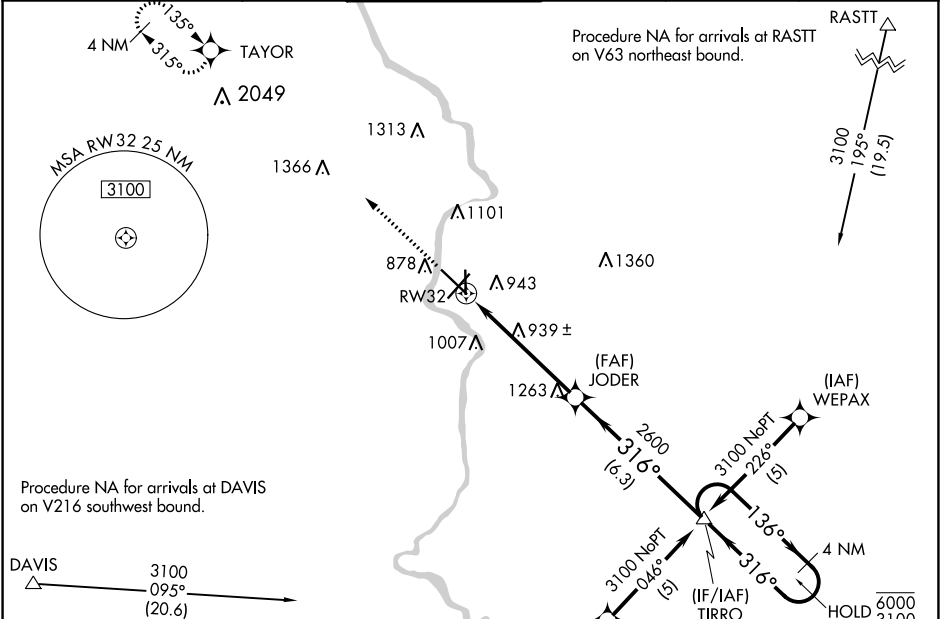 135°
4 NM
315°
TAYOR
2049
MSA RW32 25 NM
3100
1313
1366
1101
878
RW32
943
1360
1007
939 ±
1263
Procedure NA for arrivals at RASTT
on V63 northeast bound.
RASTT
3100
195°
(19.5)
(FAF)
JODER
(IAF)
WEPAX
2600
316°
(6.3)
3100 NoPT
226°
(5)
136°
4 NM
316°
3100 NoPT
046°
(5)
(IF/IAF)
TIRRO
HOLD
6000
3100
Procedure NA for arrivals at DAVIS
on V216 southwest bound.
DAVIS
3100
095°
(20.6)